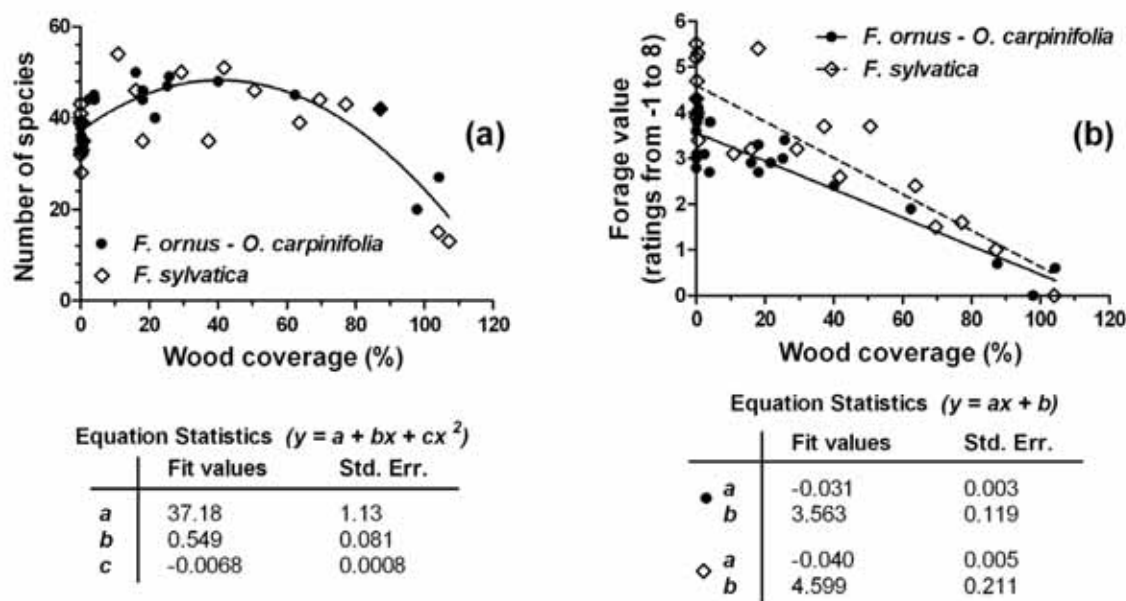 60
40
20
0
0 20 40 60 80 100 120
Number of species
Wood coverage (%)
(a)
F. ornus - O. carpinifolia
F. sylvatica
Equation Statistics (y = a + bx + cx²)
Fit values Std. Err.
a 37.18 1.13
b 0.549 0.081
c -0.0068 0.0008
6
5
4
3
2
1
0
0 20 40 60 80 100 120
Forage value
(ratings from -1 to 8)
Wood coverage (%)
(b)
F. ornus - O. carpinifolia
F. sylvatica
Equation Statistics (y = ax + b)
Fit values Std. Err.
a -0.031 0.003
b 3.563 0.119
a -0.040 0.005
b 4.599 0.211